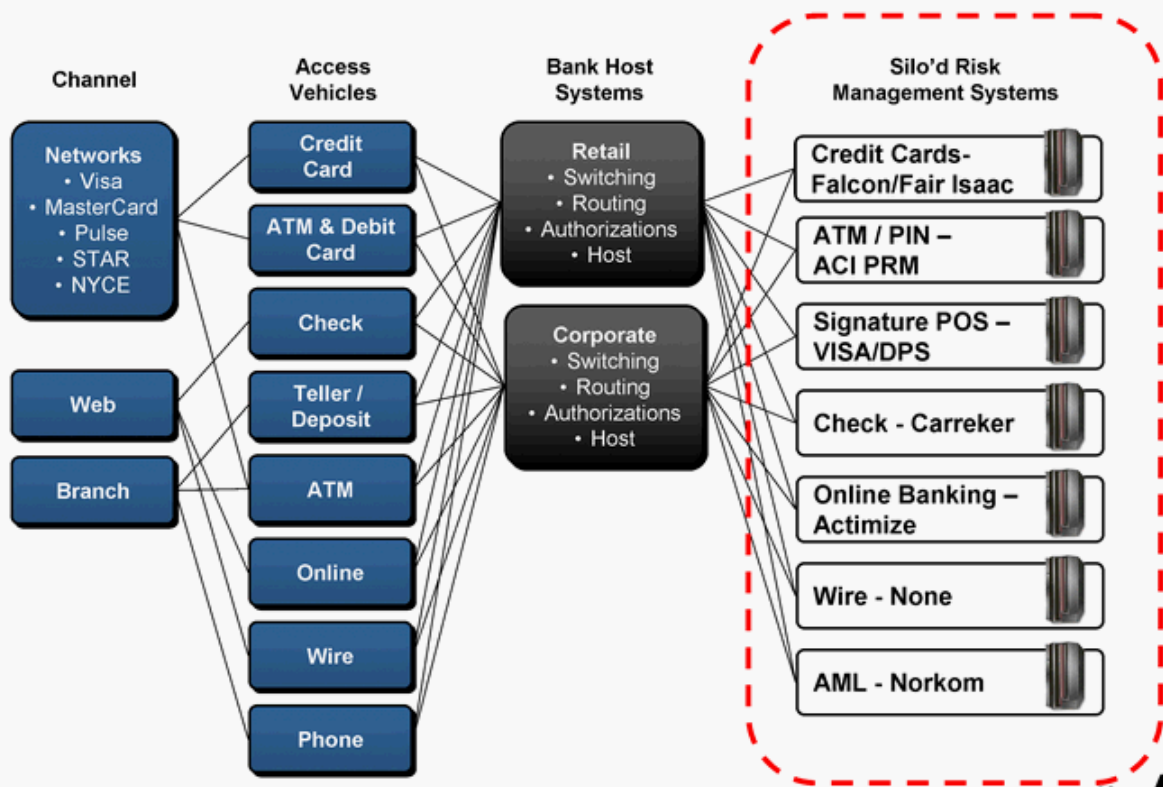 Channel
Access
Vehicles
Bank Host
Systems
Silo'd Risk
Management Systems
Networks
• Visa
• MasterCard
• Pulse
• STAR
• NYCE
Web
Branch
Credit
Card
ATM & Debit
Card
Check
Teller /
Deposit
ATM
Online
Wire
Phone
Retail
• Switching
• Routing
• Authorizations
• Host
Corporate
• Switching
• Routing
• Authorizations
• Host
Credit Cards-
Falcon/Fair Isaac
ATM / PIN –
ACI PRM
Signature POS –
VISA/DPS
Check - Carreker
Online Banking –
Actimize
Wire - None
AML - Norkom